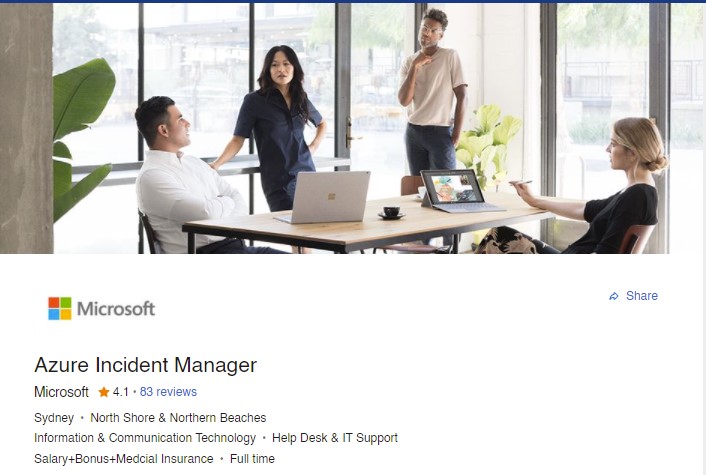 Share
Microsoft
Azure Incident Manager
Microsoft 4.1 • 83 reviews
Sydney • North Shore & Northern Beaches
Information & Communication Technology • Help Desk & IT Support
Salary+Bonus+Medcial Insurance • Full time